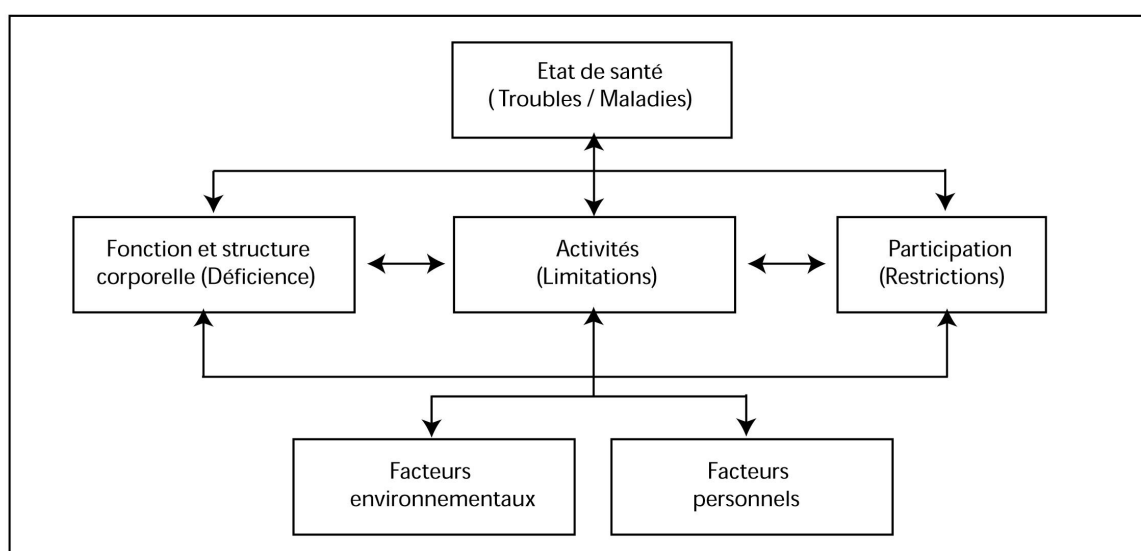 Etat de santé
( Troubles / Maladies)
Fonction et structure
corporelle (Déficience)
Activités
(Limitations)
Participation
(Restrictions)
Facteurs
environnementaux
Facteurs
personnels